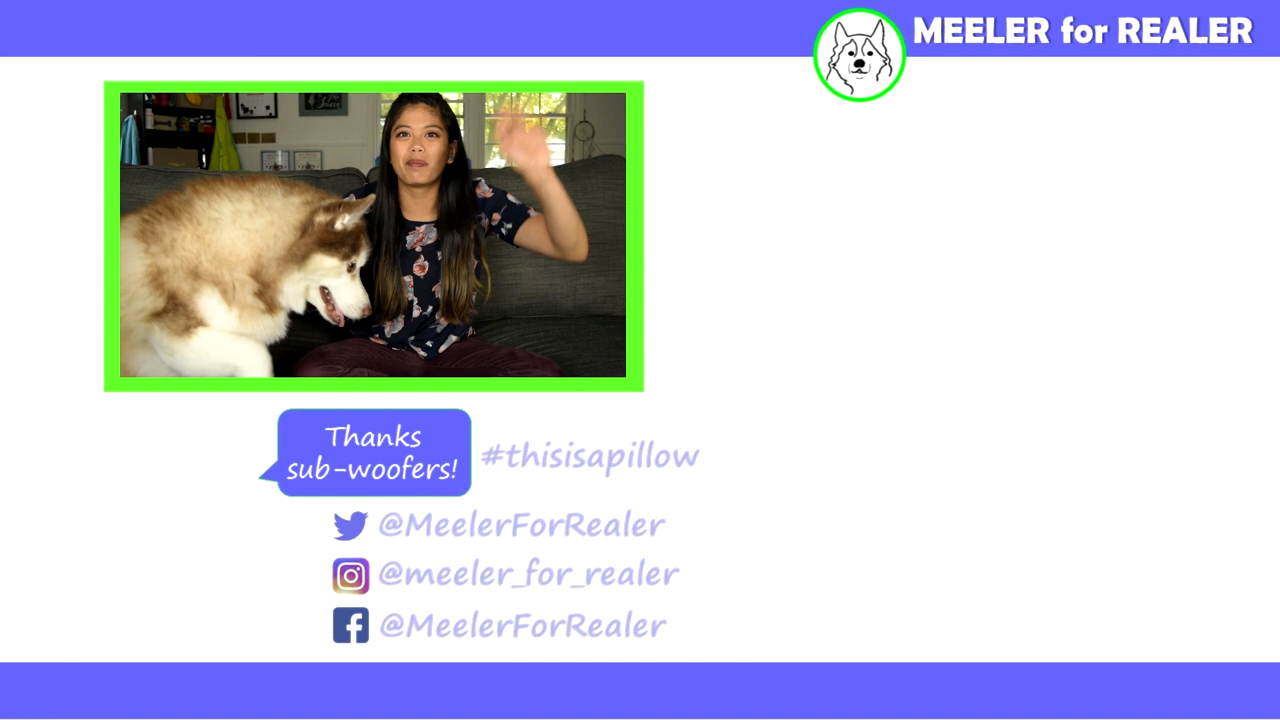 MEELER for REALER
Thanks
sub-woofers!
#thisisapillow
@MeelerForRealer
@meeler_for_realer
@MeelerForRealer